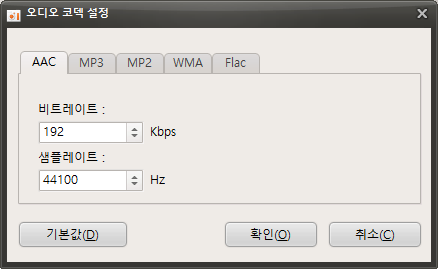 오디오 코덱 설정
AAC MP3 MP2 WMA Flac
비트레이트 :
192 Kbps
샘플레이트 :
44100 Hz
기본값(D) 확인(O) 취소(C)